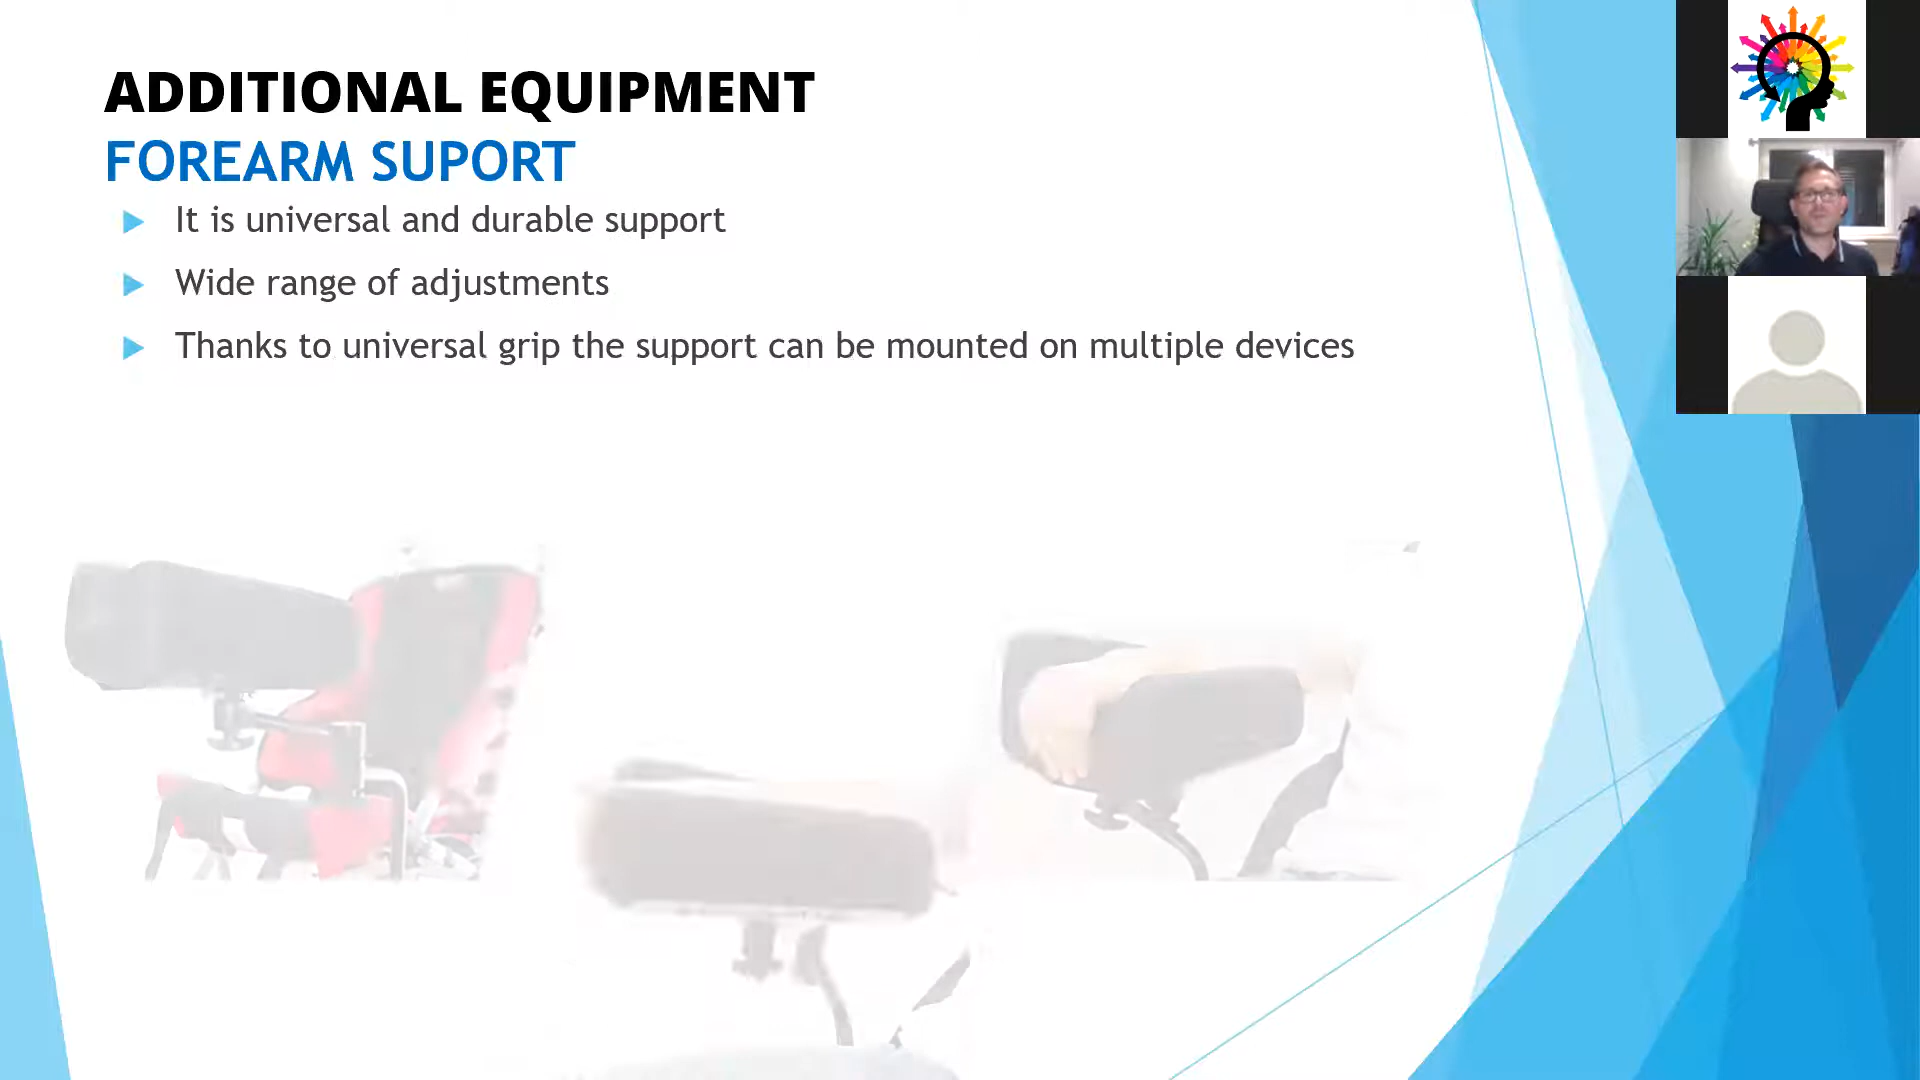 ADDITIONAL EQUIPMENT
FOREARM SUPORT
It is universal and durable support
Wide range of adjustments
Thanks to universal grip the support can be mounted on multiple devices